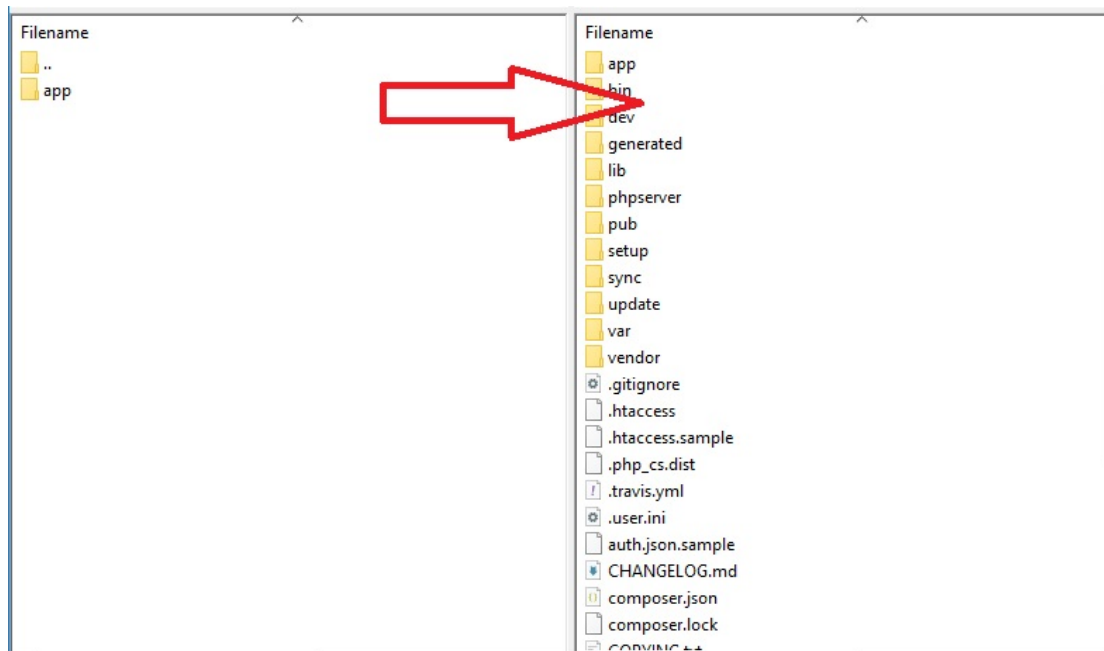 Filename
..
app
Filename
app
bin
dev
generated
lib
phpserver
pub
setup
sync
update
var
vendor
.gitignore
.htaccess
.htaccess.sample
.php_cs.dist
.travis.yml
.user.ini
auth.json.sample
CHANGELOG.md
composer.json
composer.lock